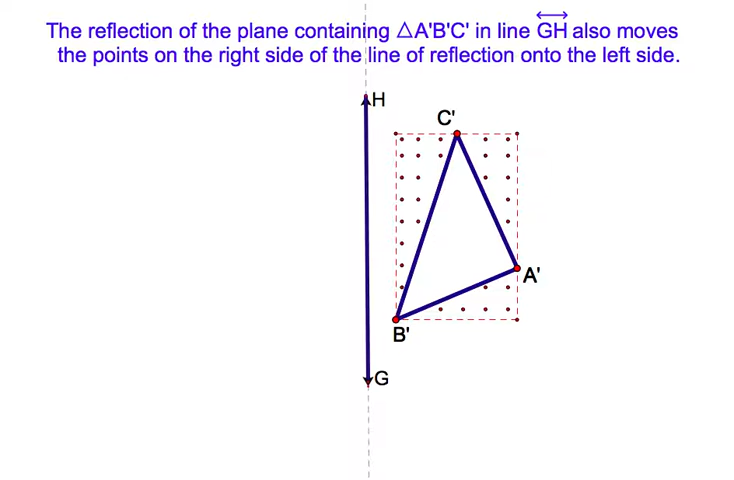 The reflection of the plane containing △A'B'C' in line GH also moves
the points on the right side of the line of reflection onto the left side.
H
C'
A'
B'
G